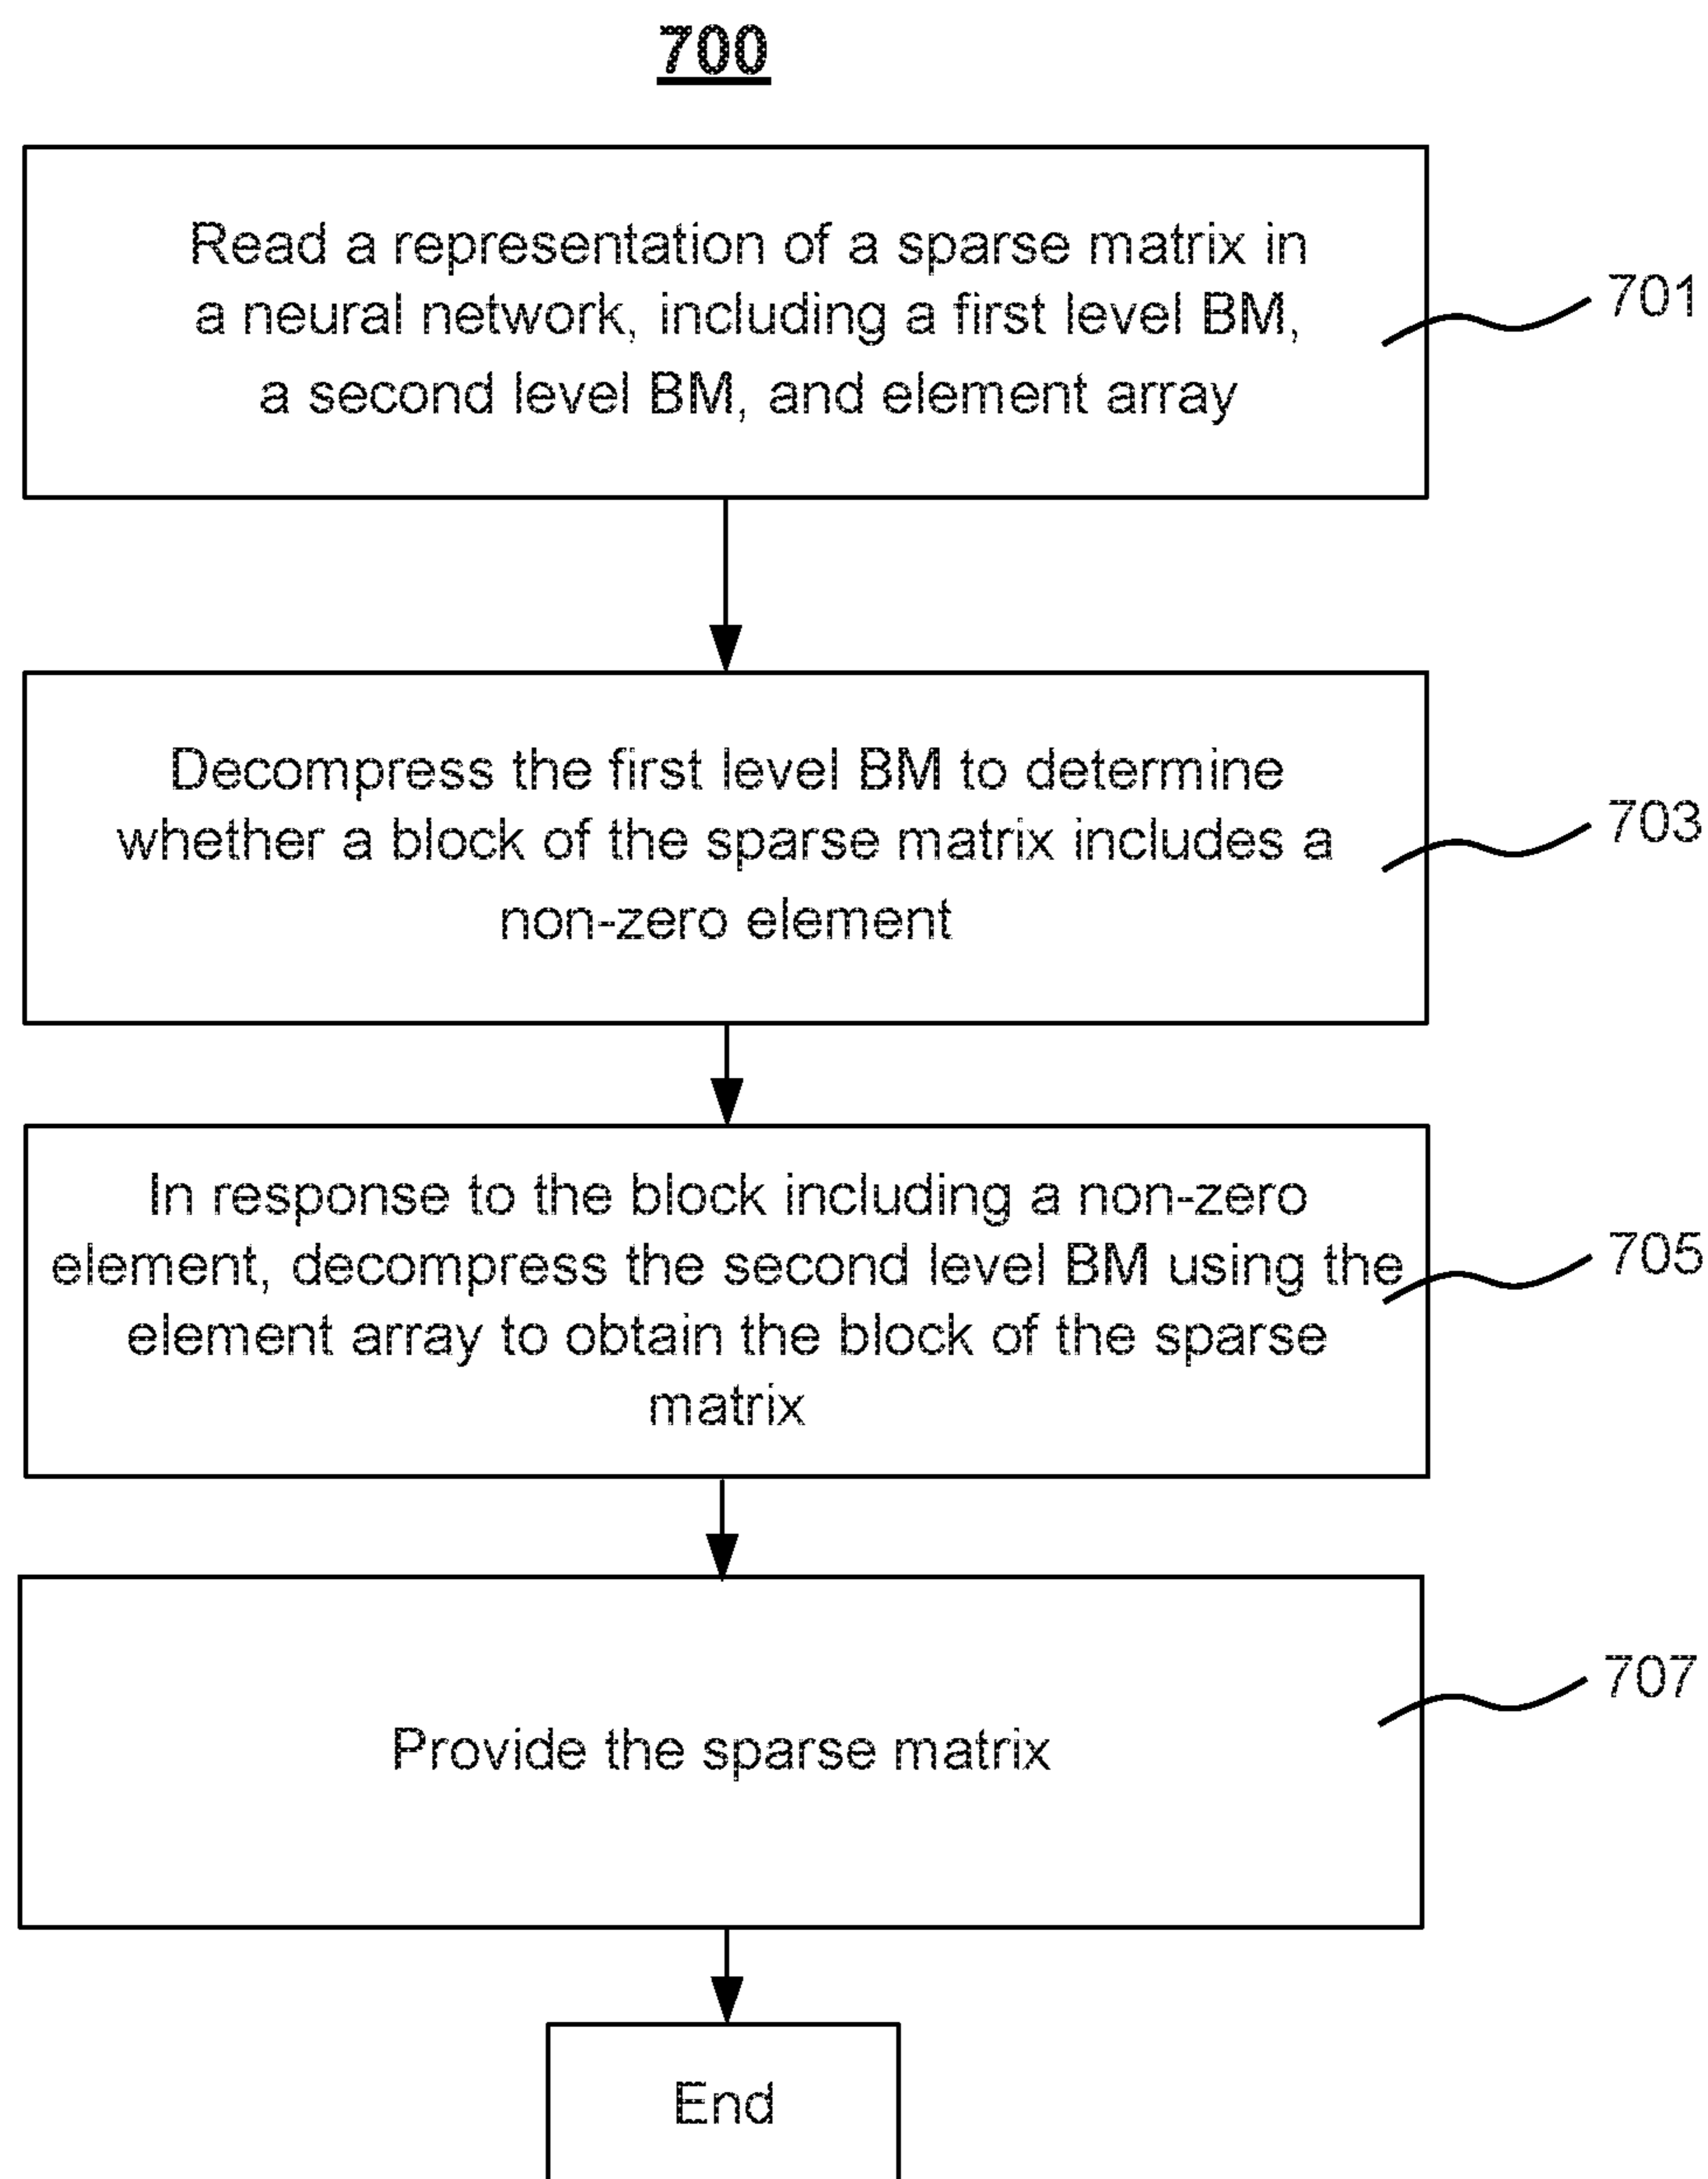 700
Read a representation of a sparse matrix in
a neural network, including a first level BM,
a second level BM, and element array
701
Decompress the first level BM to determine
whether a block of the sparse matrix includes a
non-zero element
703
In response to the block including a non-zero
element, decompress the second level BM using the
element array to obtain the block of the sparse
matrix
705
Provide the sparse matrix
707
End